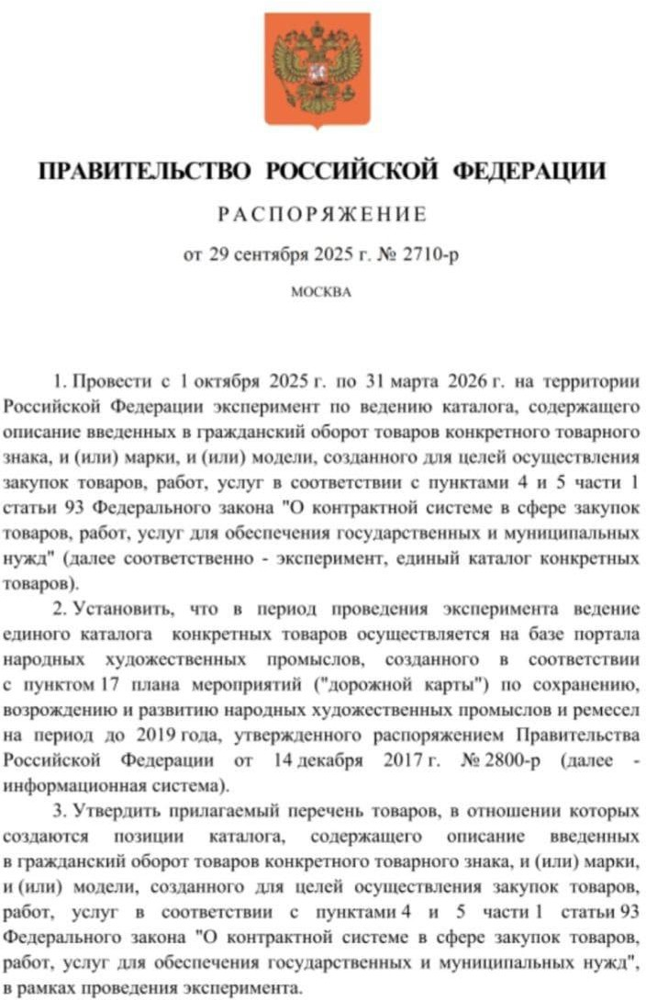 ПРАВИТЕЛЬСТВО РОССИЙСКОЙ ФЕДЕРАЦИИ
РАСПОРЯЖЕНИЕ
от 29 сентября 2025 г. № 2710-р
МОСКВА
1. Провести с 1 октября 2025 г. по 31 марта 2026 г. на территории
Российской Федерации эксперимент по ведению каталога, содержащего
описание введенных в гражданский оборот товаров конкретного товарного
знака, и (или) марки, и (или) модели, созданного для целей осуществления
закупок товаров, работ, услуг в соответствии с пунктами 4 и 5 части 1
статьи 93 Федерального закона "О контрактной системе в сфере закупок
товаров, работ, услуг для обеспечения государственных и муниципальных
нужд" (далее соответственно - эксперимент, единый каталог конкретных
товаров).
2. Установить, что в период проведения эксперимента ведение
единого каталога конкретных товаров осуществляется на базе портала
народных художественных промыслов, созданного в соответствии
с пунктом 17 плана мероприятий ("дорожной карты") по сохранению,
возрождению и развитию народных художественных промыслов и ремесел
на период до 2019 года, утвержденного распоряжением Правительства
Российской Федерации от 14 декабря 2017 г. № 2800-р (далее -
информационная система).
3. Утвердить прилагаемый перечень товаров, в отношении которых
создаются позиции каталога, содержащего описание введенных
в гражданский оборот товаров конкретного товарного знака, и (или) марки,
и (или) модели, созданного для целей осуществления закупок товаров,
работ, услуг в соответствии с пунктами 4 и 5 части 1 статьи 93
Федерального закона "О контрактной системе в сфере закупок товаров,
работ, услуг для обеспечения государственных и муниципальных нужд",
в рамках проведения эксперимента.